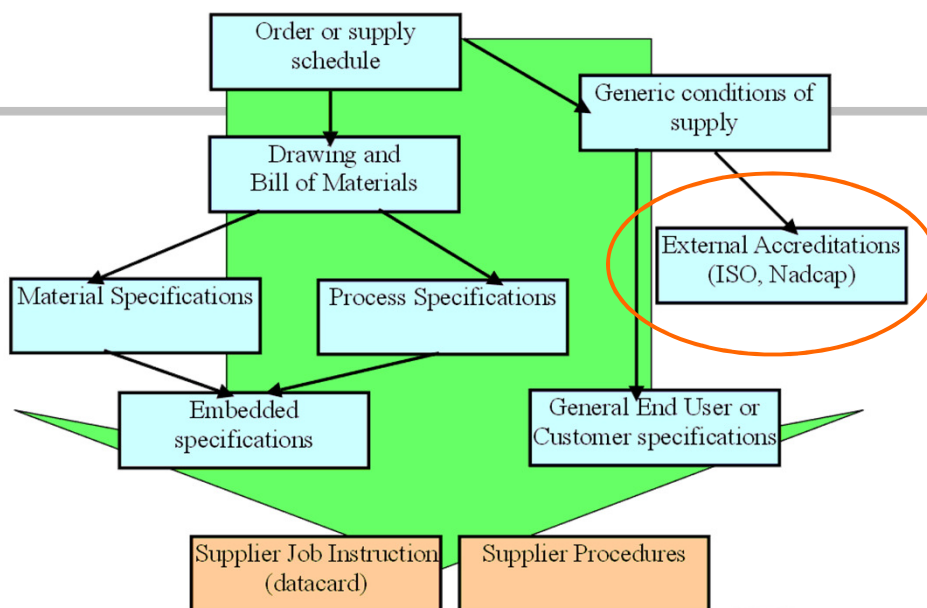 Order or supply
schedule
Generic conditions of
supply
Drawing and
Bill of Materials
External Accreditations
(ISO, Nadcap)
Material Specifications
Process Specifications
Embedded
specifications
General End User or
Customer specifications
Supplier Job Instruction
(datacard)
Supplier Procedures